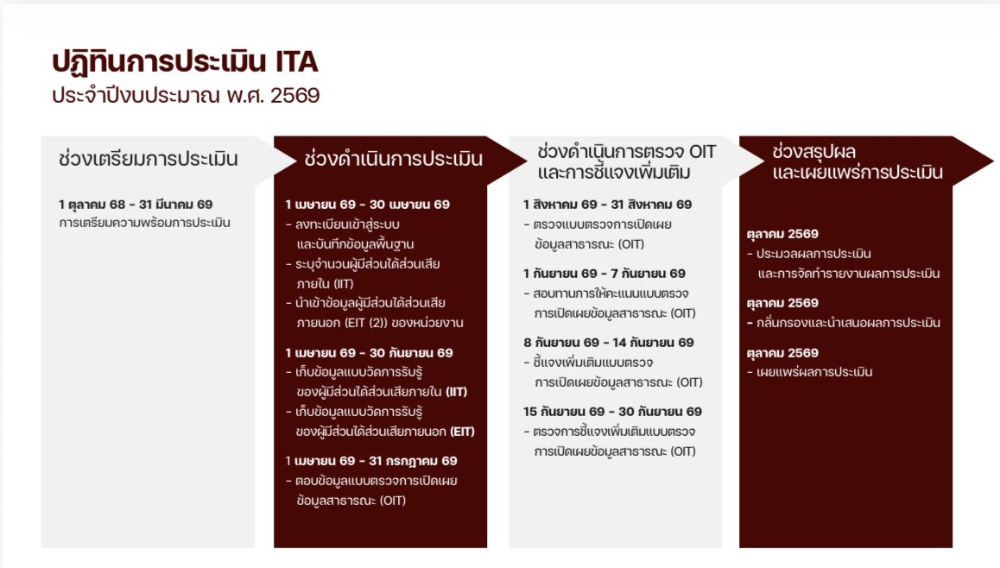 ปฏิทินการประเมิน ITA
ประจำปีงบประมาณ พ.ศ. 2569
ช่วงเตรียมการประเมิน
1 ตุลาคม 68 - 31 มีนาคม 69
การเตรียมความพร้อมการประเมิน
ช่วงดำเนินการประเมิน
1 เมษายน 69 - 30 เมษายน 69
- ลงทะเบียนเข้าสู่ระบบ
และบันทึกข้อมูลพื้นฐาน
- ระบุจำนวนผู้มีส่วนได้ส่วนเสีย
ภายใน (IIT)
- นำเข้าข้อมูลผู้มีส่วนได้ส่วนเสีย
ภายนอก (EIT (2)) ของหน่วยงาน
1 เมษายน 69 - 30 กันยายน 69
- เก็บข้อมูลแบบวัดการรับรู้
ของผู้มีส่วนได้ส่วนเสียภายใน (IIT)
- เก็บข้อมูลแบบวัดการรับรู้
ของผู้มีส่วนได้ส่วนเสียภายนอก (EIT)
1 เมษายน 69 - 31 กรกฎาคม 69
- ตอบข้อมูลแบบตรวจการเปิดเผย
ข้อมูลสาธารณะ (OIT)
ช่วงดำเนินการตรวจ OIT
และการชี้แจงเพิ่มเติม
1 สิงหาคม 69 - 31 สิงหาคม 69
- ตรวจแบบตรวจการเปิดเผย
ข้อมูลสาธารณะ (OIT)
1 กันยายน 69 - 7 กันยายน 69
- สอบทานการให้คะแนนแบบตรวจ
การเปิดเผยข้อมูลสาธารณะ (OIT)
8 กันยายน 69 - 14 กันยายน 69
- ชี้แจงเพิ่มเติมแบบตรวจ
การเปิดเผยข้อมูลสาธารณะ (OIT)
15 กันยายน 69 - 30 กันยายน 69
- ตรวจการชี้แจงเพิ่มเติมแบบตรวจ
การเปิดเผยข้อมูลสาธารณะ (OIT)
ช่วงสรุปผล
และเผยแพร่การประเมิน
ตุลาคม 2569
- ประมวลผลการประเมิน
และการจัดทำรายงานผลการประเมิน
ตุลาคม 2569
- กลั่นกรองและนำเสนอผลการประเมิน
ตุลาคม 2569
- เผยแพร่ผลการประเมิน